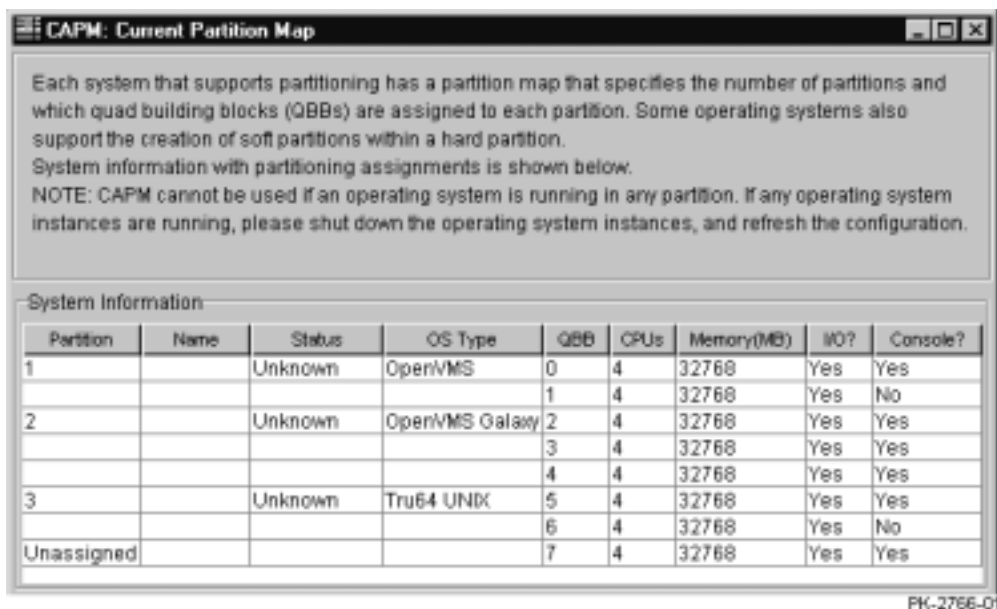 CAPM: Current Partition Map
Each system that supports partitioning has a partition map that specifies the number of partitions and
which quad building blocks (QBBs) are assigned to each partition. Some operating systems also
support the creation of soft partitions within a hard partition.
System information with partitioning assignments is shown below.
NOTE: CAPM cannot be used if an operating system is running in any partition. If any operating system
instances are running, please shut down the operating system instances, and refresh the configuration.
System Information
Partition Name Status OS Type QBB CPUs Memory(MB) I/O? Console?
1 Unknown OpenVMS 0 4 32768 Yes Yes
1 4 32768 Yes No
2 Unknown OpenVMS Galaxy 2 4 32768 Yes Yes
3 4 32768 Yes Yes
4 4 32768 Yes Yes
3 Unknown Tru64 UNIX 5 4 32768 Yes Yes
6 4 32768 Yes No
Unassigned 7 4 32768 Yes Yes
PK-2766-01